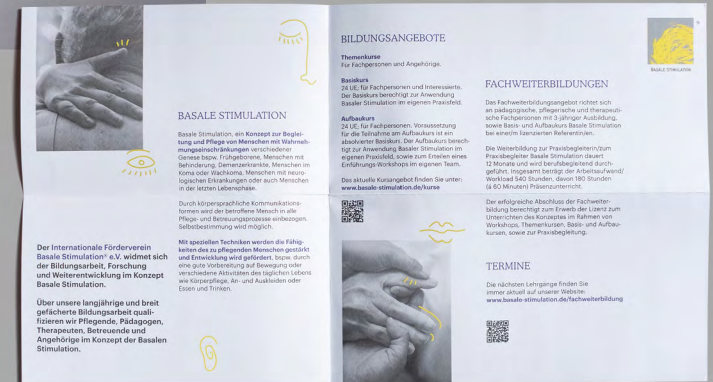 Der Internationale Förderverein
Basale Stimulation® e.V. widmet sich
der Bildungsarbeit, Forschung
und Weiterentwicklung im Konzept
Basale Stimulation.
Über unsere langjährige und breit
gefächerte Bildungsarbeit quali-
fizieren wir Pflegende, Pädagogen,
Therapeuten, Betreuende und
Angehörige im Konzept der Basalen
Stimulation.
BASALE STIMULATION
Basale Stimulation, ein Konzept zur Beglei-
tung und Pflege von Menschen mit Wahrneh-
mungseinschränkungen verschiedener
Genese bspw. Frühgeborene, Menschen mit
Behinderung, Demenzerkrankte, Menschen im
Koma oder Wachkoma, Menschen mit neuro-
logischen Erkrankungen oder auch Menschen
in der letzten Lebensphase.
Durch körpersprachliche Kommunikations-
formen wird der betroffene Mensch in alle
Pflege- und Betreuungsprozesse einbezogen.
Selbstbestimmung wird möglich.
Mit speziellen Techniken werden die Fähig-
keiten des zu pflegenden Menschen gestärkt
und Entwicklung wird gefördert, bspw. durch
eine gute Vorbereitung auf Bewegung oder
verschiedene Aktivitäten des täglichen Lebens
wie Körperpflege, An- und Auskleiden oder
Essen und Trinken.
BILDUNGSANGEBOTE
Themenkurse
Für Fachpersonen und Angehörige.
Basiskurs
24 UE; für Fachpersonen und Interessierte.
Der Basiskurs berechtigt zur Anwendung
Basaler Stimulation im eigenen Praxisfeld.
Aufbaukurs
24 UE; für Fachpersonen. Voraussetzung
für die Teilnahme am Aufbaukurs ist ein
absolvierter Basiskurs. Der Aufbaukurs berech-
tigt zur Anwendung Basaler Stimulation im
eigenen Praxisfeld, sowie zum Erteilen eines
Einführungs-Workshops im eigenen Team.
Das aktuelle Kursangebot finden Sie unter:
www.basale-stimulation.de/kurse
BASALE STIMULATION
FACHWEITERBILDUNGEN
Das Fachweiterbildungsangebot richtet sich
an pädagogische, pflegerische und therapeuti-
sche Fachpersonen mit 3-jähriger Ausbildung,
sowie Basis- und Aufbaukurs Basale Stimulation
bei einer/m lizenzierten Referentin/en.
Die Weiterbildung zur Praxisbegleiterin/zum
Praxisbegleiter Basale Stimulation dauert
12 Monate und wird berufsbegleitend durch-
geführt. Insgesamt beträgt der Arbeitsaufwand/
Workload 540 Stunden, davon 180 Stunden
(à 60 Minuten) Präsenzunterricht.
Der erfolgreiche Abschluss der Fachweiter-
bildung berechtigt zum Erwerb der Lizenz zum
Unterrichten des Konzeptes im Rahmen von
Workshops, Themenkursen, Basis- und Aufbau-
kursen; sowie zur Praxisbegleitung.
TERMINE
Die nächsten Lehrgänge finden Sie
immer aktuell auf unserer Website:
www.basale-stimulation.de/fachweiterbildung